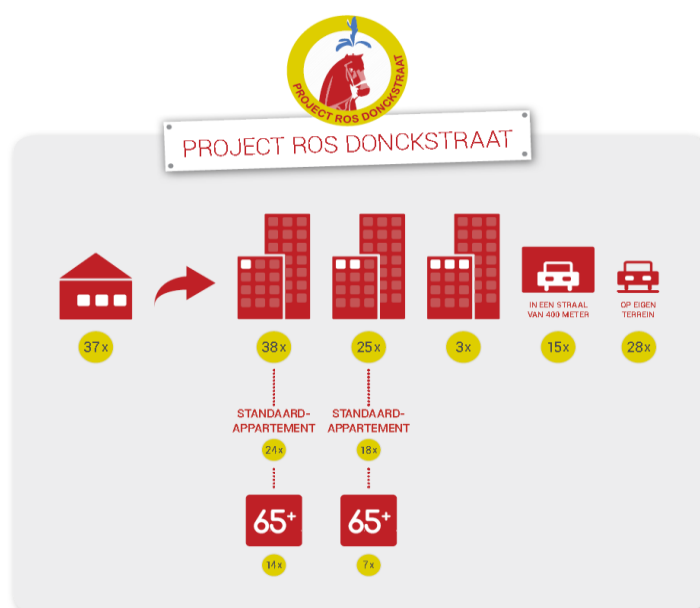 PROJECT ROS DONCKSTRAAT
PROJECT ROS DONCKSTRAAT
IN EEN STRAAL
VAN 400 METER
OP EIGEN
TERREIN
37x
38x
25x
3x
15x
28x
STANDAARD-
APPARTEMENT
24x
STANDAARD-
APPARTEMENT
18x
65+
14x
65+
7x